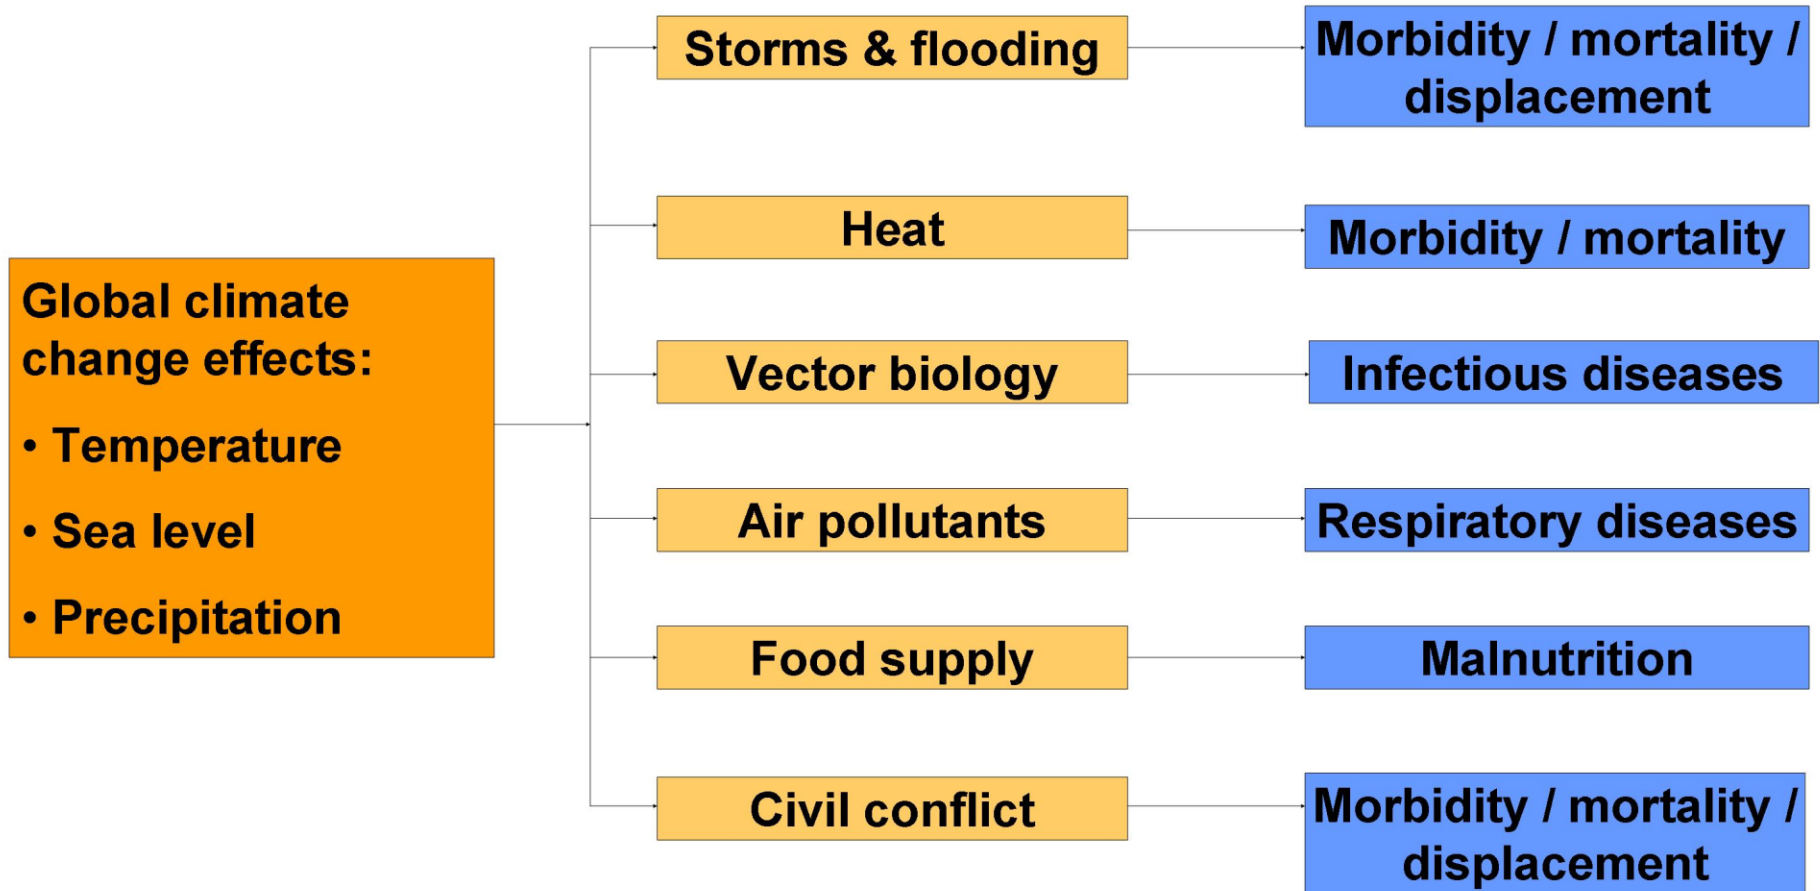 Global climate
change effects:
• Temperature
• Sea level
• Precipitation
Storms & flooding
Morbidity / mortality /
displacement
Heat
Morbidity / mortality
Vector biology
Infectious diseases
Air pollutants
Respiratory diseases
Food supply
Malnutrition
Civil conflict
Morbidity / mortality /
displacement